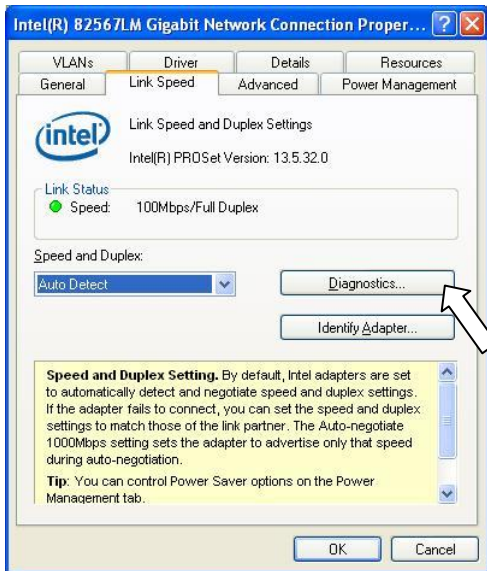 Intel(R) 82567LM Gigabit Network Connection Proper...
VLANs Driver Details Resources
General Link Speed Advanced Power Management
intel Link Speed and Duplex Settings
Intel(R) PROSet Version: 13.5.32.0
Link Status
Speed: 100Mbps/Full Duplex
Speed and Duplex:
Auto Detect Diagnostics...
Identify Adapter...
Speed and Duplex Setting. By default, Intel adapters are set
to automatically detect and negotiate speed and duplex settings.
If the adapter fails to connect, you can set the speed and duplex
settings to match those of the link partner. The Auto-negotiate
1000Mbps setting sets the adapter to advertise only that speed
during auto-negotiation.
Tip: You can control Power Saver options on the Power
Management tab.
OK Cancel